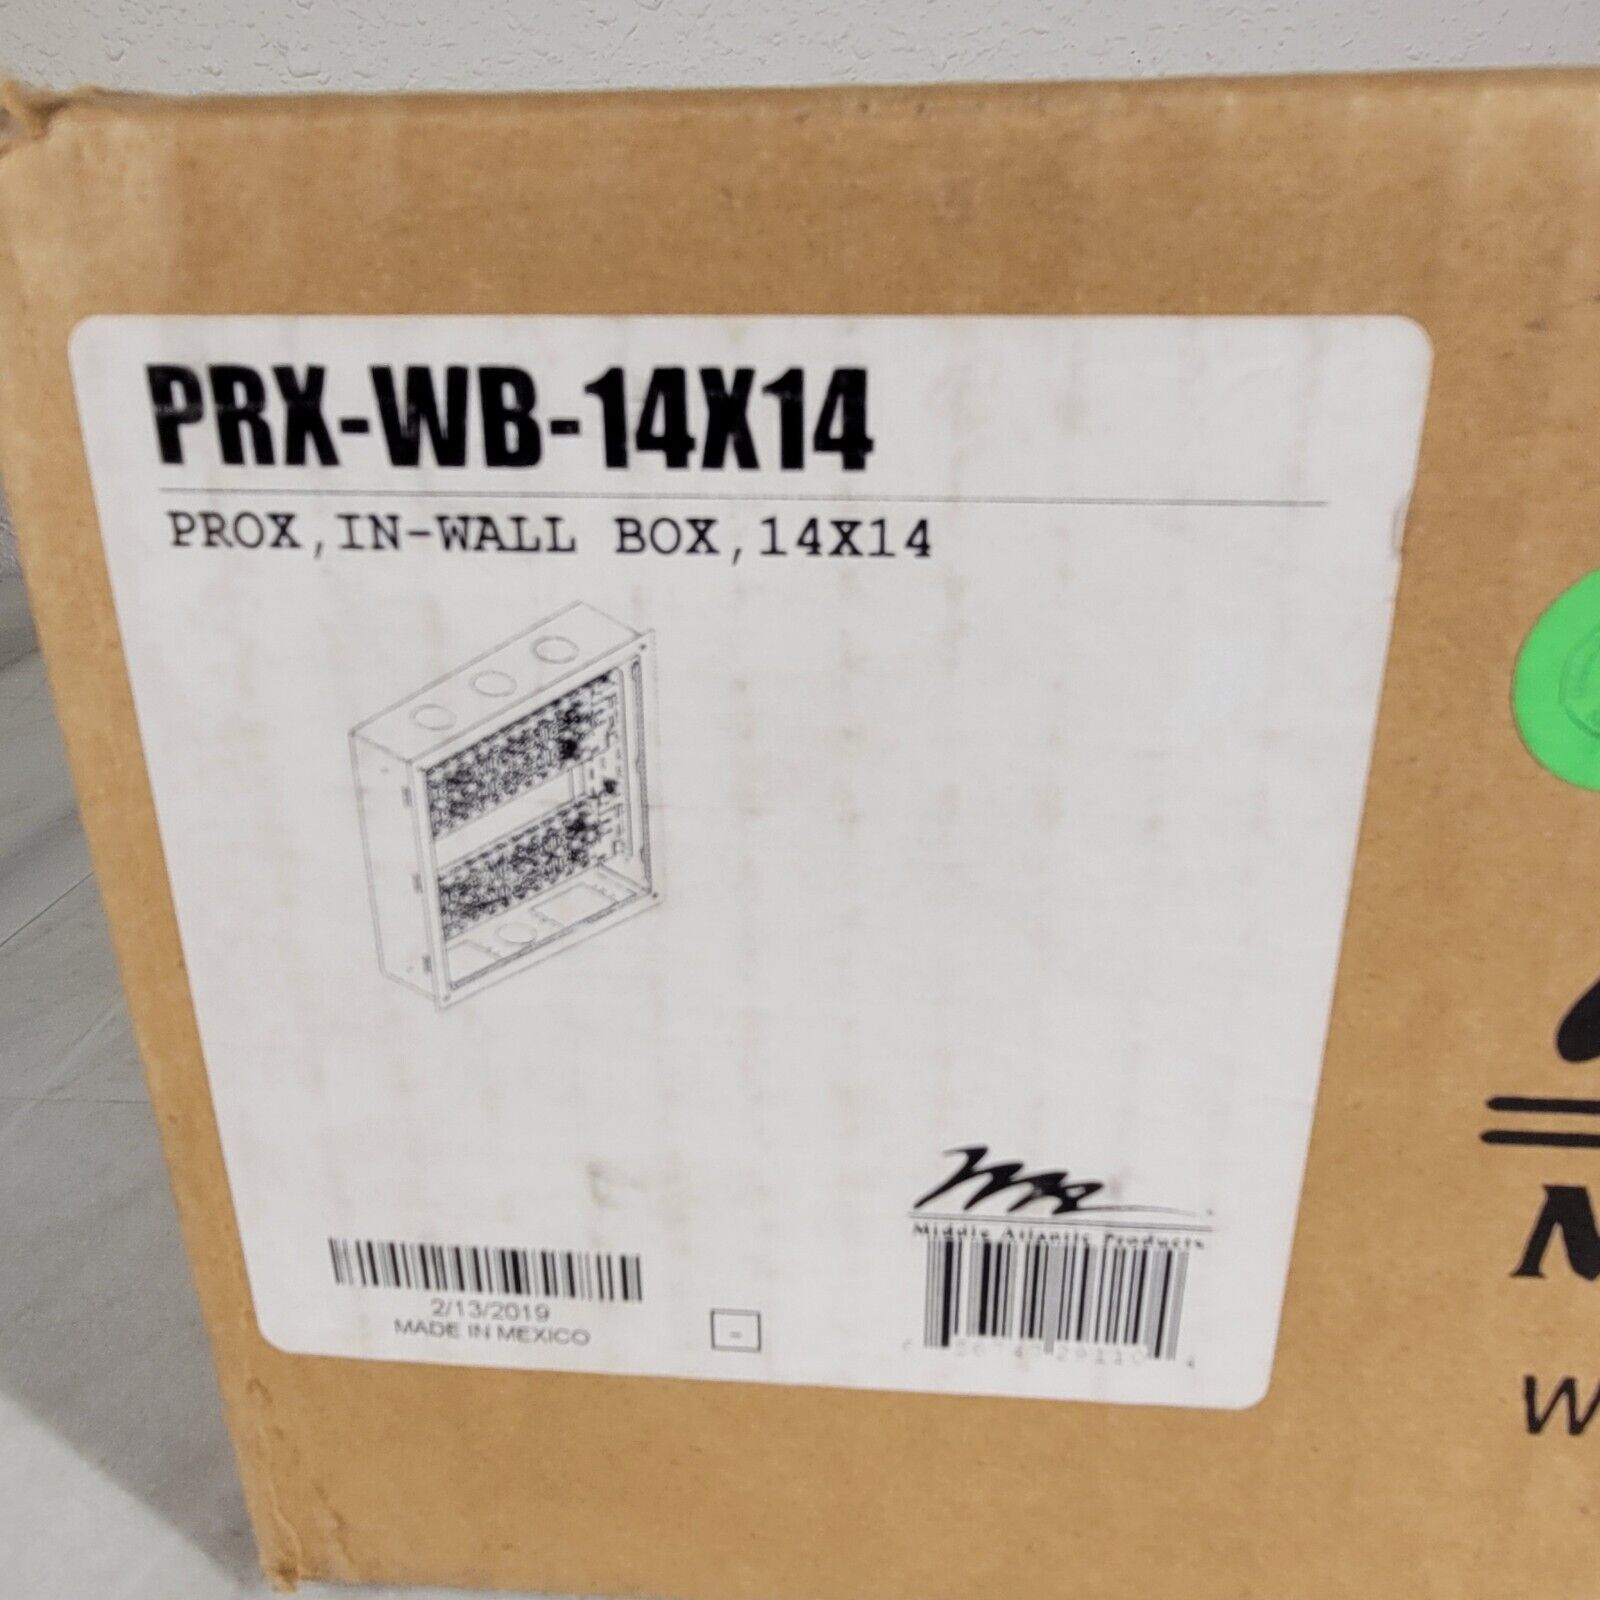 PRX-WB-14X14
PROX,IN-WALL BOX,14X14
Middle Atlantic Products
2/13/2019
MADE IN MEXICO